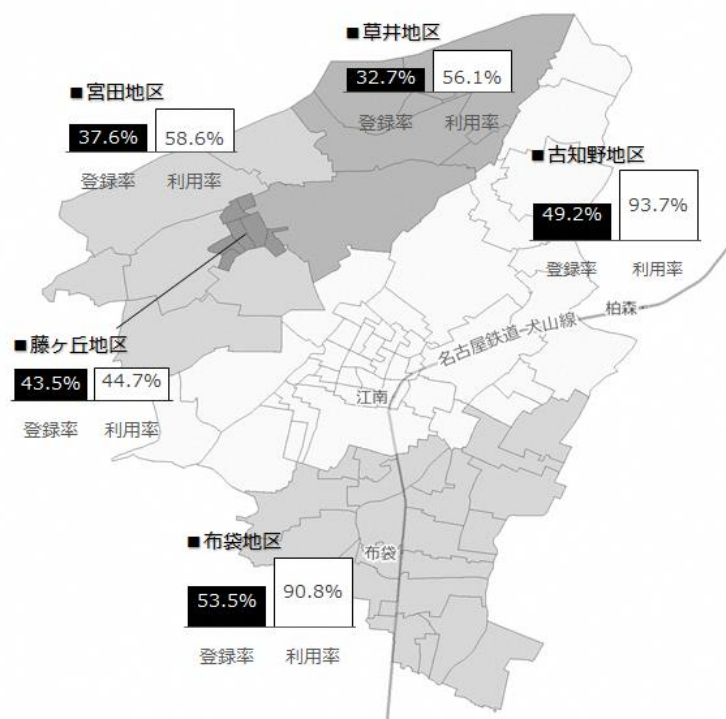 ■草井地区
32.7%
56.1%
登録率
利用率
■宮田地区
37.6%
58.6%
登録率
利用率
■古知野地区
49.2%
93.7%
登録率
利用率
柏森
名古屋鉄道-犬山線
■藤ヶ丘地区
43.5%
44.7%
登録率
利用率
江南
■布袋地区
布袋
53.5%
90.8%
登録率
利用率